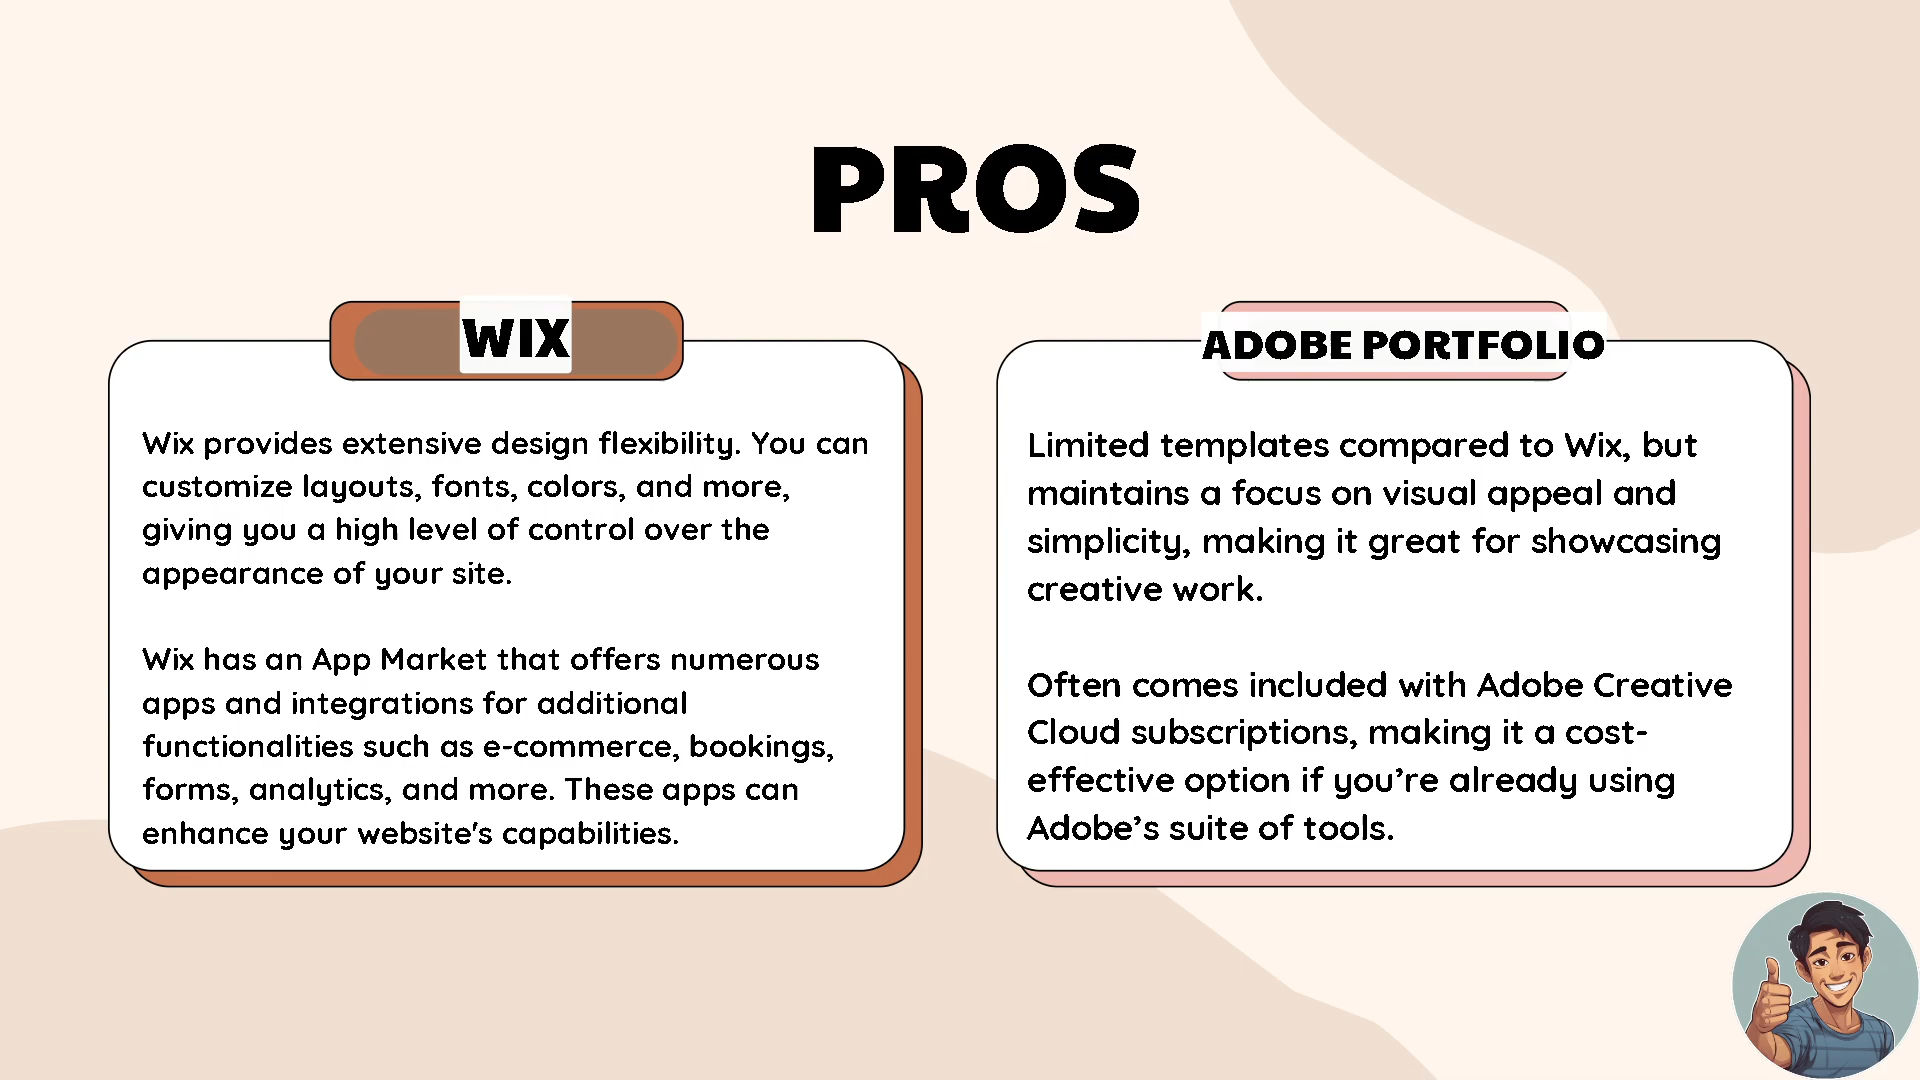 PROS
WIX
Wix provides extensive design flexibility. You can
customize layouts, fonts, colors, and more,
giving you a high level of control over the
appearance of your site.
Wix has an App Market that offers numerous
apps and integrations for additional
functionalities such as e-commerce, bookings,
forms, analytics, and more. These apps can
enhance your website's capabilities.
ADOBE PORTFOLIO
Limited templates compared to Wix, but
maintains a focus on visual appeal and
simplicity, making it great for showcasing
creative work.
Often comes included with Adobe Creative
Cloud subscriptions, making it a cost-
effective option if you’re already using
Adobe’s suite of tools.